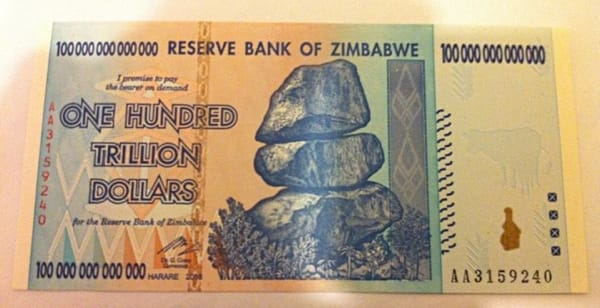 100 000 000 000 000 RESERVE BANK OF ZIMBABWE 100 000 000 000 000
I promise to pay
the bearer on demand
ONE HUNDRED
TRILLION
DOLLARS
for the Reserve Bank of Zimbabwe
AA3159240
Dr. G. Gono
Governor
100 000 000 000 000
HARARE 2008
AA3159240